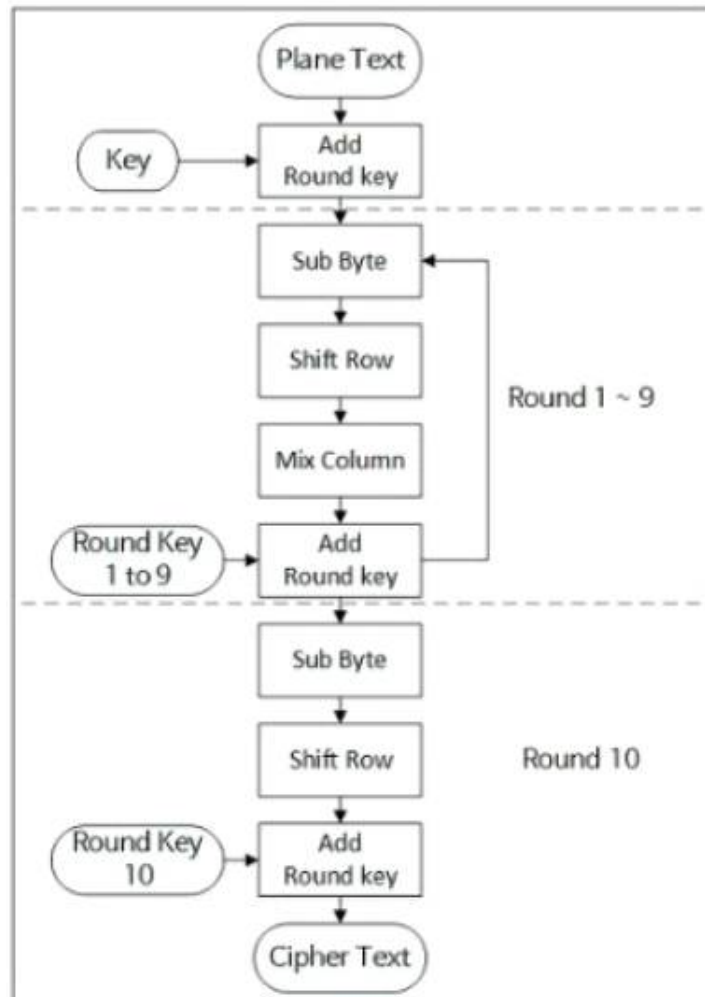 Plane Text
Key
Add
Round key
Sub Byte
Shift Row
Round 1 ~ 9
Mix Column
Round Key
1 to 9
Add
Round key
Sub Byte
Shift Row
Round 10
Round Key
10
Add
Round key
Cipher Text